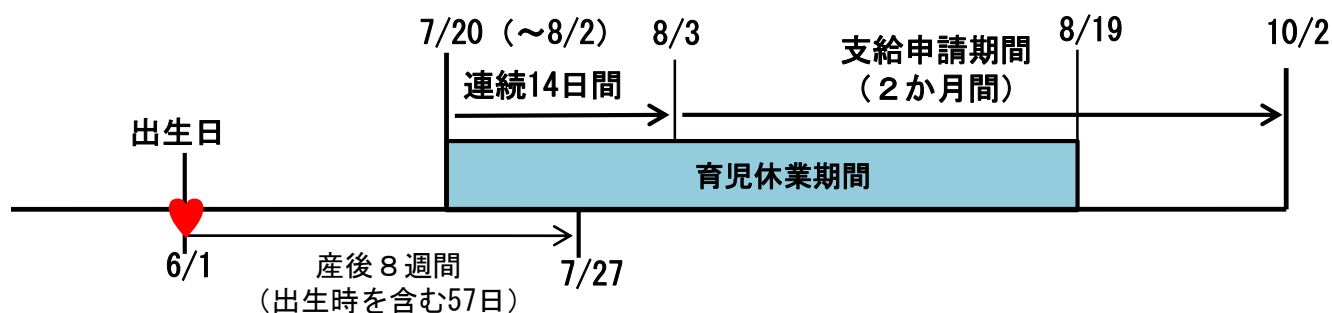 7/20（～8/2）
8/3
支給申請期間
（２か月間）
8/19
10/2
連続14日間
出生日
育児休業期間
6/1
産後８週間
（出生時を含む57日）
7/27